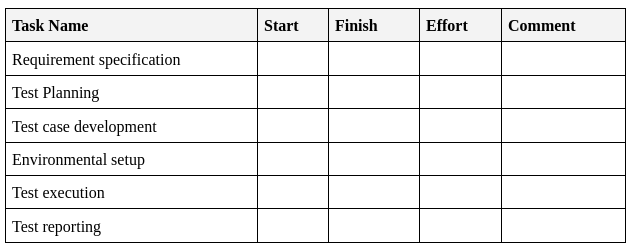 Task Name Start Finish Effort Comment
Requirement specification
Test Planning
Test case development
Environmental setup
Test execution
Test reporting